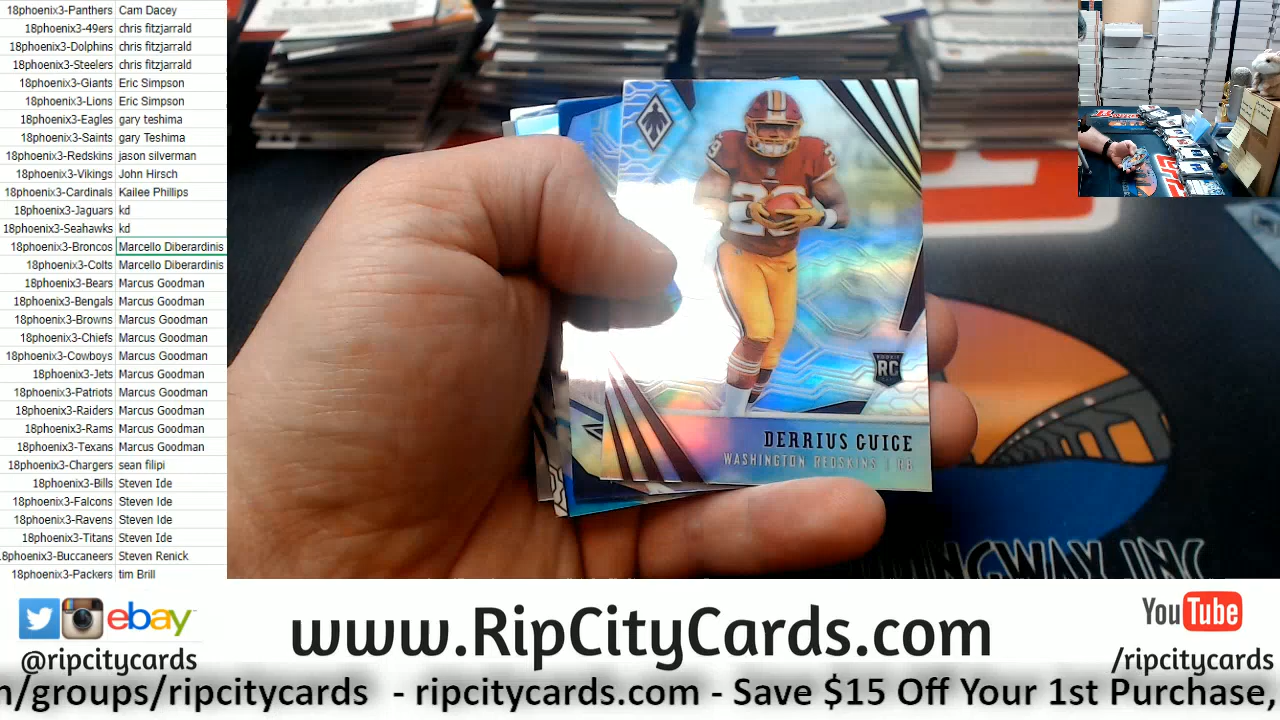 18phoenix3-Panthers Cam Dacey
18phoenix3-49ers chris fitzjarrald
18phoenix3-Dolphins chris fitzjarrald
18phoenix3-Steelers chris fitzjarrald
18phoenix3-Giants Eric Simpson
18phoenix3-Lions Eric Simpson
18phoenix3-Eagles gary teshima
18phoenix3-Saints gary Teshima
18phoenix3-Redskins jason silverman
18phoenix3-Vikings John Hirsch
18phoenix3-Cardinals Kailee Phillips
18phoenix3-Jaguars kd
18phoenix3-Seahawks kd
18phoenix3-Broncos Marcello Diberardinis
18phoenix3-Colts Marcello Diberardinis
18phoenix3-Bears Marcus Goodman
18phoenix3-Bengals Marcus Goodman
18phoenix3-Browns Marcus Goodman
18phoenix3-Chiefs Marcus Goodman
18phoenix3-Cowboys Marcus Goodman
18phoenix3-Jets Marcus Goodman
18phoenix3-Patriots Marcus Goodman
18phoenix3-Raiders Marcus Goodman
18phoenix3-Rams Marcus Goodman
18phoenix3-Texans Marcus Goodman
18phoenix3-Chargers sean filipi
18phoenix3-Bills Steven Ide
18phoenix3-Falcons Steven Ide
18phoenix3-Ravens Steven Ide
18phoenix3-Titans Steven Ide
8phoenix3-Buccaneers Steven Renick
18phoenix3-Packers tim Brill
29
RC
DERRIUS GUICE
WASHINGTON REDSKINS | RB
INGWAY, INC
ebay
@ripcitycards
www.RipCityCards.com
YouTube
/ripcitycards
m/groups/ripcitycards - ripcitycards.com - Save $15 Off Your 1st Purchase,